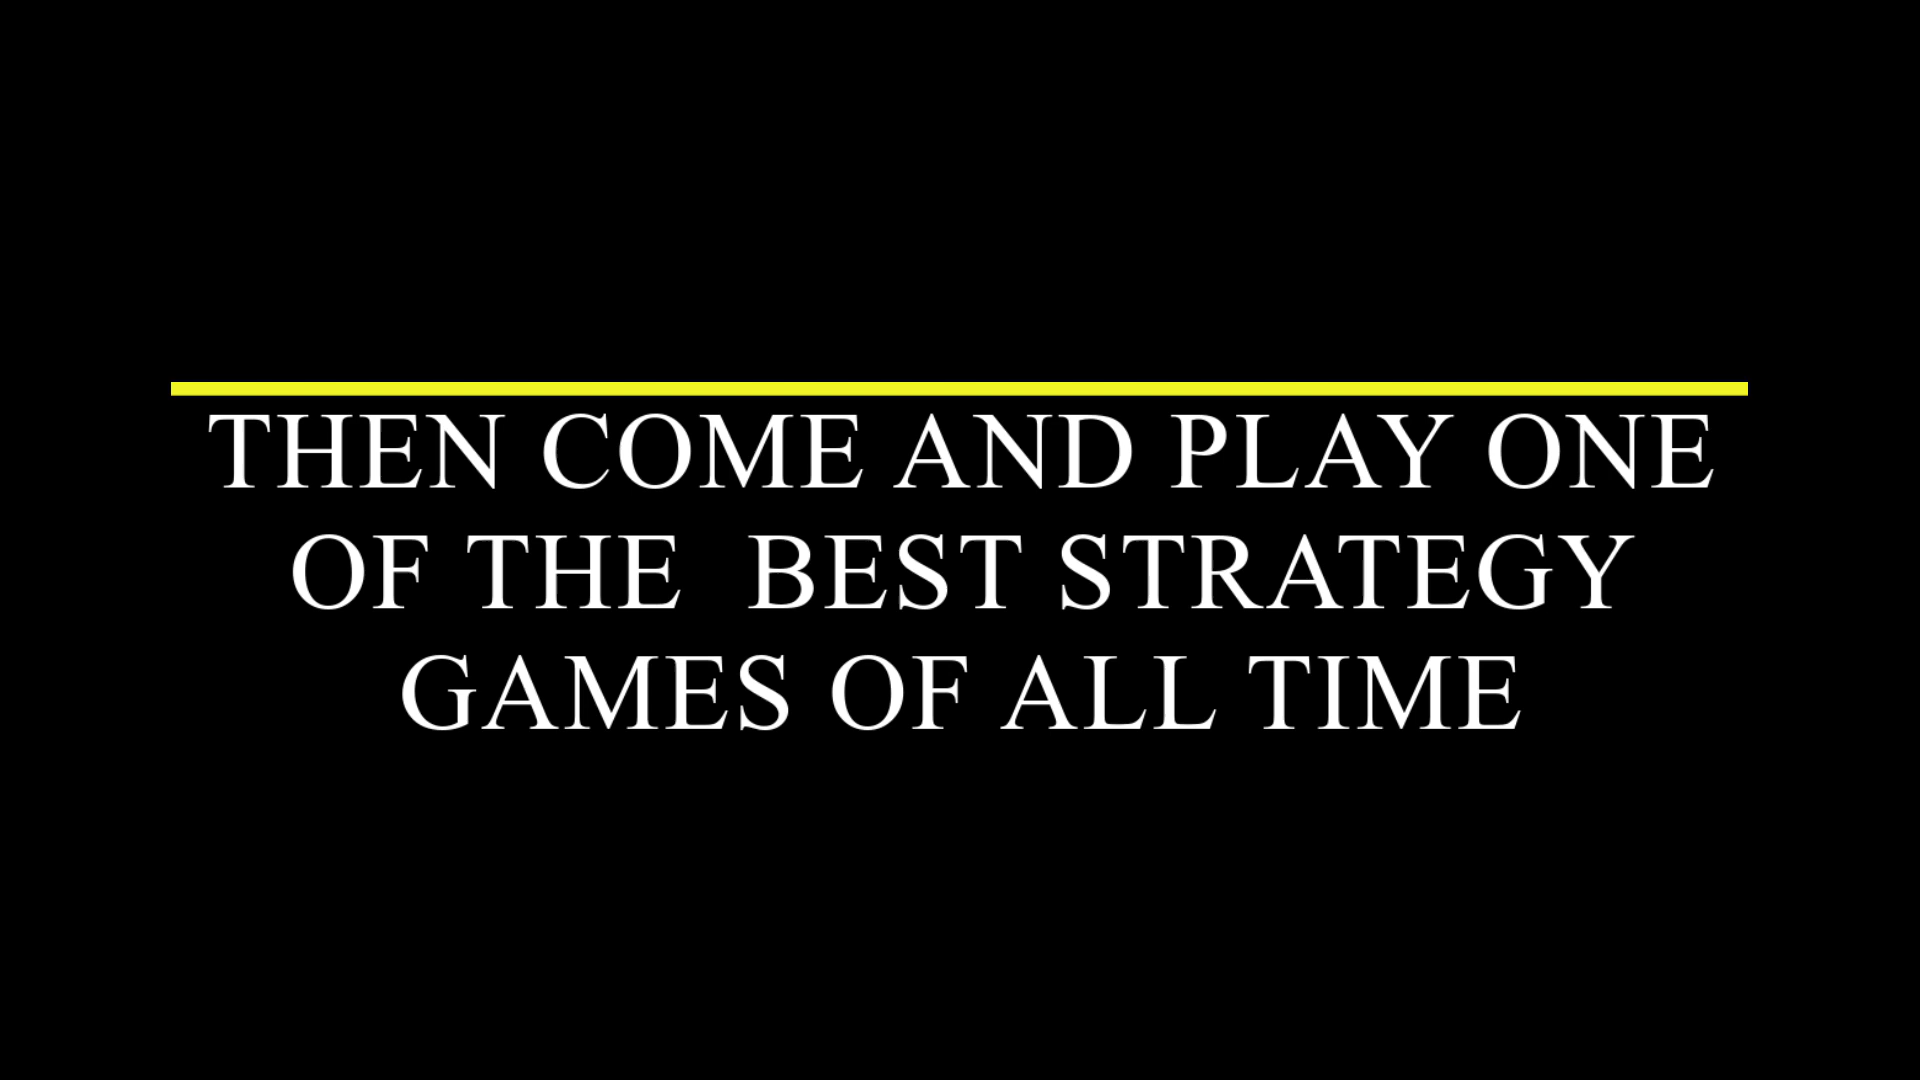 THEN COME AND PLAY ONE
OF THE  BEST STRATEGY
GAMES OF ALL TIME